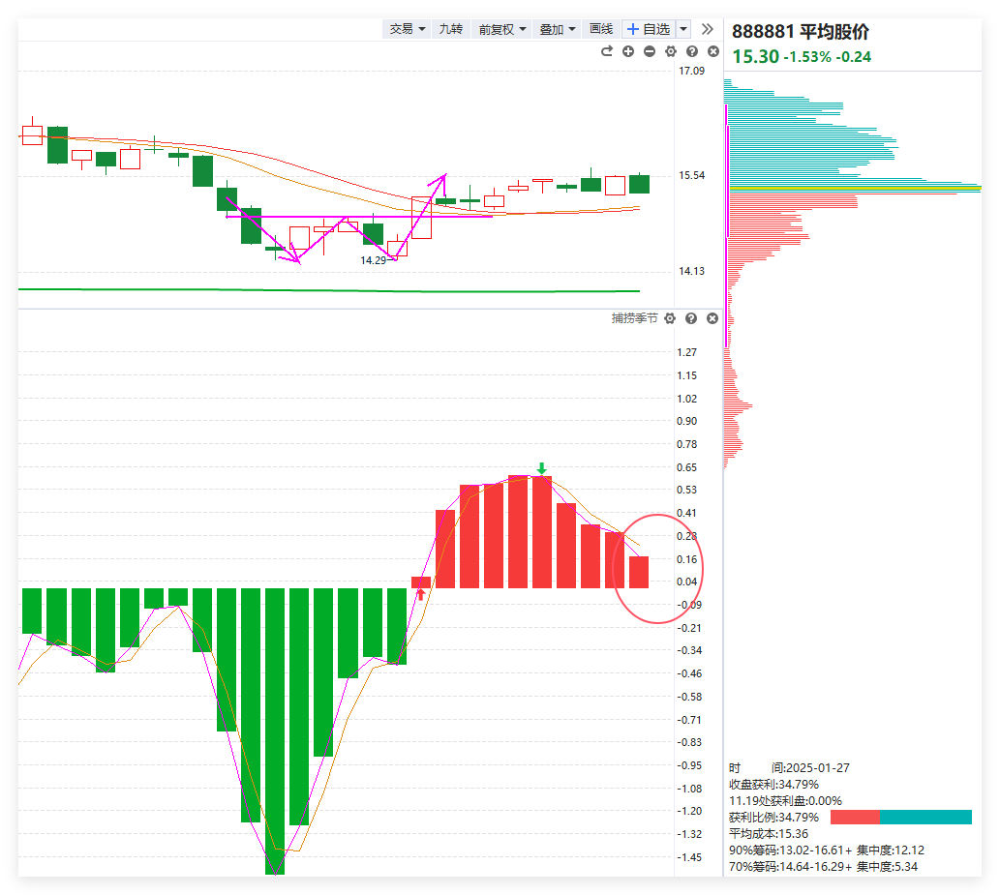 交易 九转 前复权 叠加 画线 自选
888881 平均股价
15.30 -1.53% -0.24
17.09
15.54
14.29
14.13
捕捞季节
1.27
1.15
1.02
0.90
0.78
0.65
0.53
0.41
0.28
0.16
0.04
-0.09
-0.21
-0.34
-0.46
-0.58
-0.71
-0.83
-0.95
-1.08
-1.20
-1.32
-1.45
时 间:2025-01-27
收盘获利:34.79%
11.19处获利盘:0.00%
获利比例:34.79%
平均成本:15.36
90%筹码:13.02-16.61+ 集中度:12.12
70%筹码:14.64-16.29+ 集中度:5.34